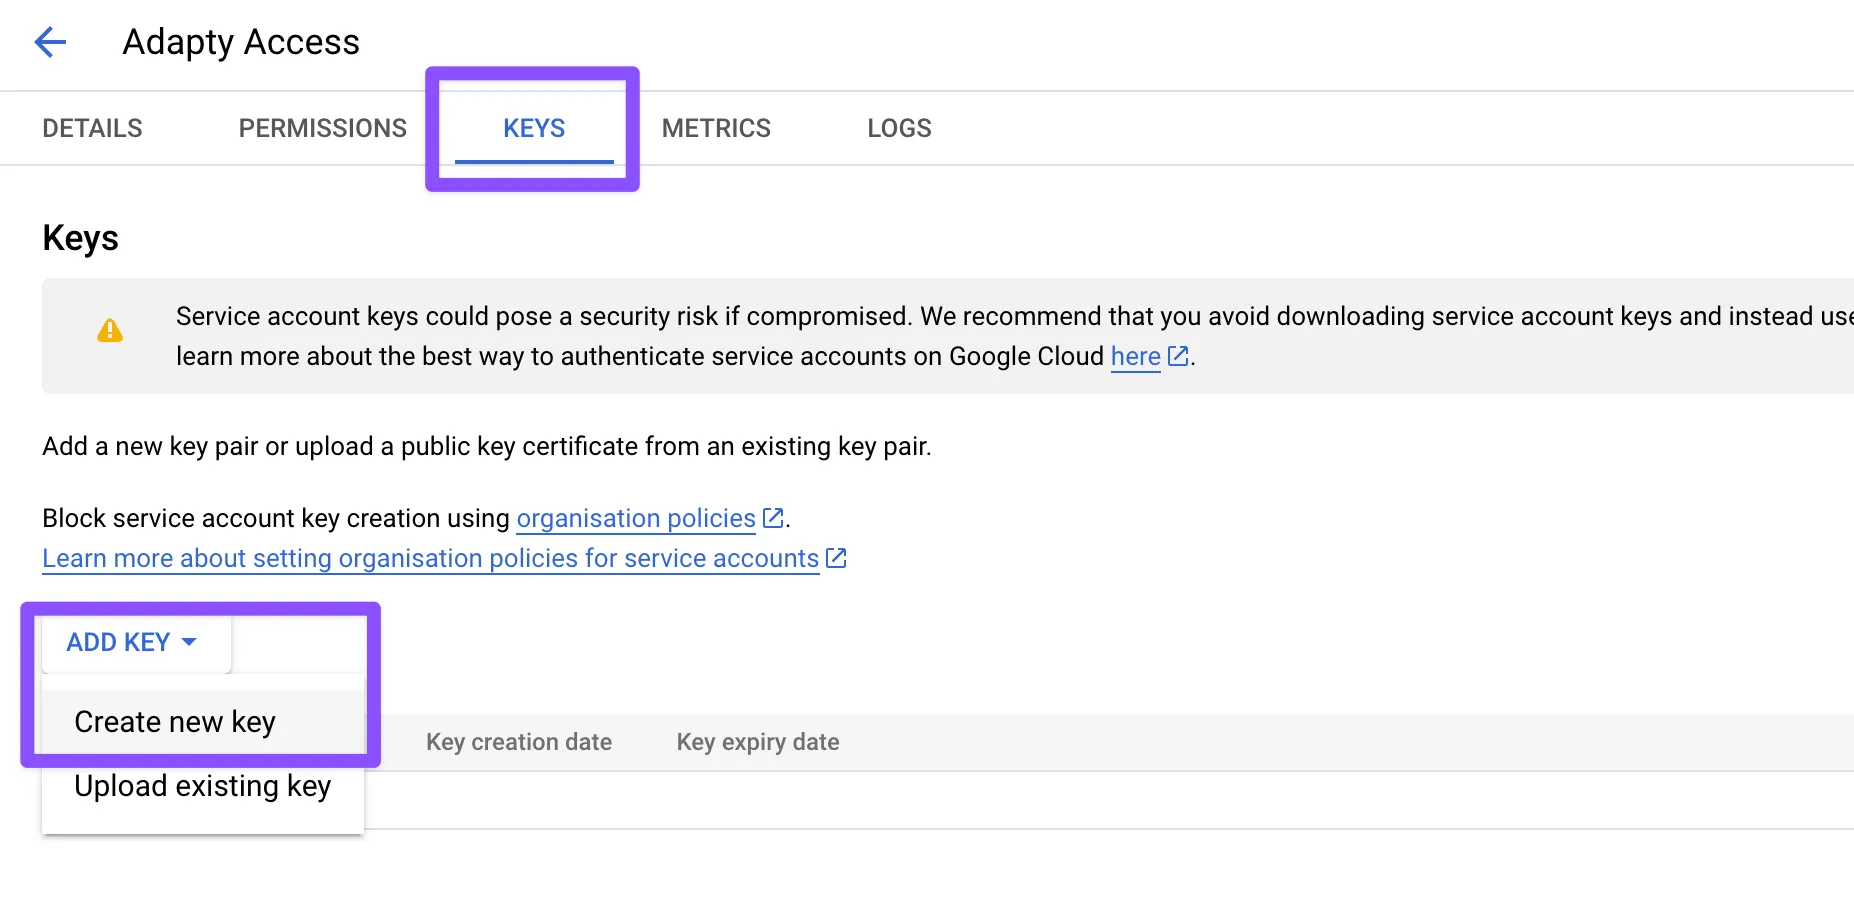 Adapty Access
DETAILS PERMISSIONS KEYS METRICS LOGS
Keys
Service account keys could pose a security risk if compromised. We recommend that you avoid downloading service account keys and instead use
learn more about the best way to authenticate service accounts on Google Cloud here.
Add a new key pair or upload a public key certificate from an existing key pair.
Block service account key creation using organisation policies.
Learn more about setting organisation policies for service accounts
ADD KEY
Create new key
Key creation date Key expiry date
Upload existing key